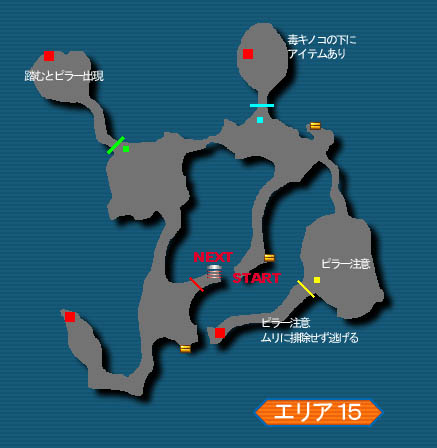 毒キノコの下に
アイテムあり
踏むとピラー出現
NEXT
START
ピラー注意
ピラー注意
ムリに排除せず逃げる
エリア 15